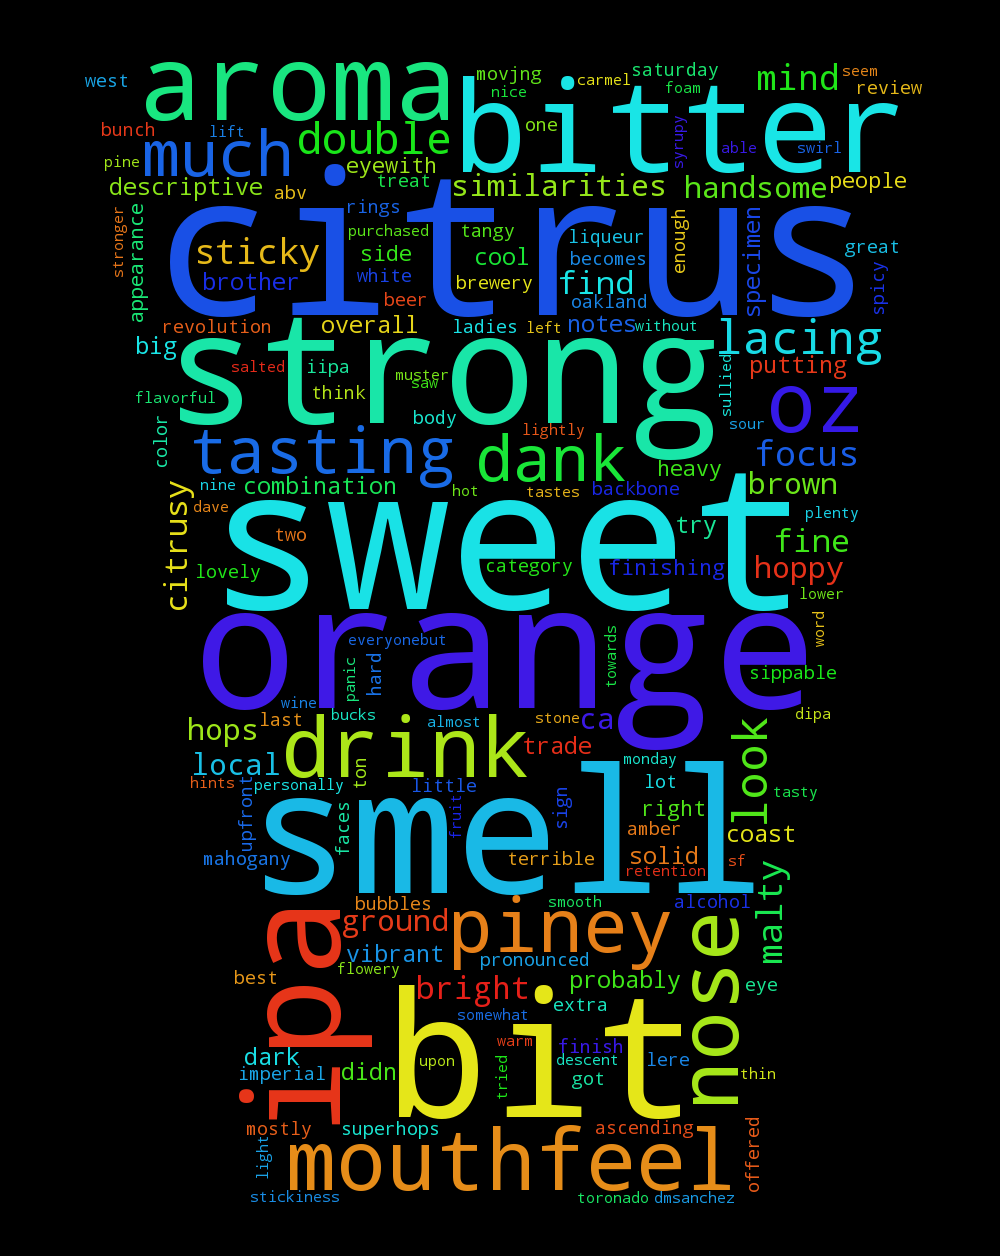 west
aroma
movjng
carmel
saturday
mind
seem
nice
foam
review
bitter
bunch
lift
double
one
syrupy
able
swirl
pine
much
eyewith
descriptive
abv
treat
similarities
handsome
people
stronger
appearance
rings
citrus
purchased
tangy
liqueur
enough
specimen
great
sticky
side
cool
becomes
spicy
brother
white
brewery
find
beer
oakland
revolution
overall
ladies
left
notes
without
big
strong
lacing
salted
iipa
muster
saw
putting
think
sullied
oz
flavorful
body
color
lightly
sour
tasting
dank
focus
heavy
nine
combination
hot
tastes
backbone
brown
citrusy
dave
sweet
plenty
two
try
fine
lovely
category
finishing
hoppy
lower
orange
everyonebut
word
panic
hard
towards
sippable
wine
last
bucks
almost
stone
ca
dipa
hops
drink
trade
look
local
ton
monday
hints
personally
little
lot
tasty
upfront
smell
fruit
sign
right
faces
amber
coast
mahogany
terrible
solid
sf
retention
malty
ipa
bubbles
smooth
alcohol
ground
piney
nose
vibrant
pronounced
flowery
best
bright
probably
eye
extra
bit
somewhat
warm
finish
dark
upon
descent
lere
imperial
didn
tried
got
thin
mostly
superhops
ascending
offered
light
mouthfeel
stickiness
toronado
dmsanchez